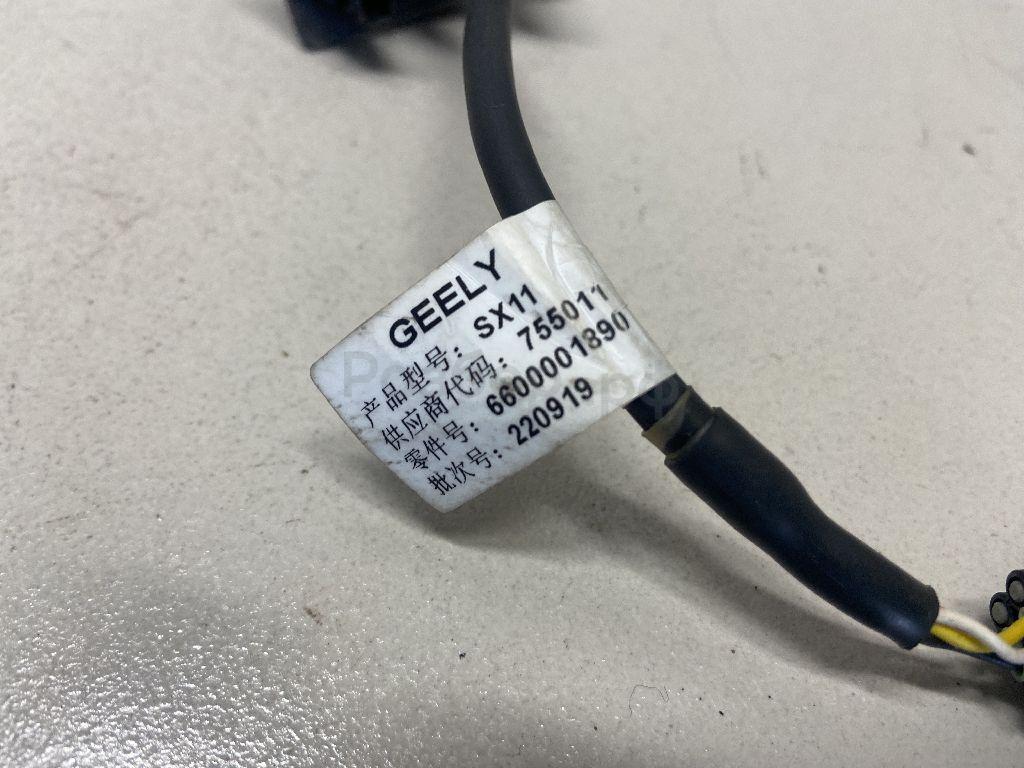 GEELY
产品型号: SX11
供应商代码: 755011
零件号: 6600001890
批次号: 220919